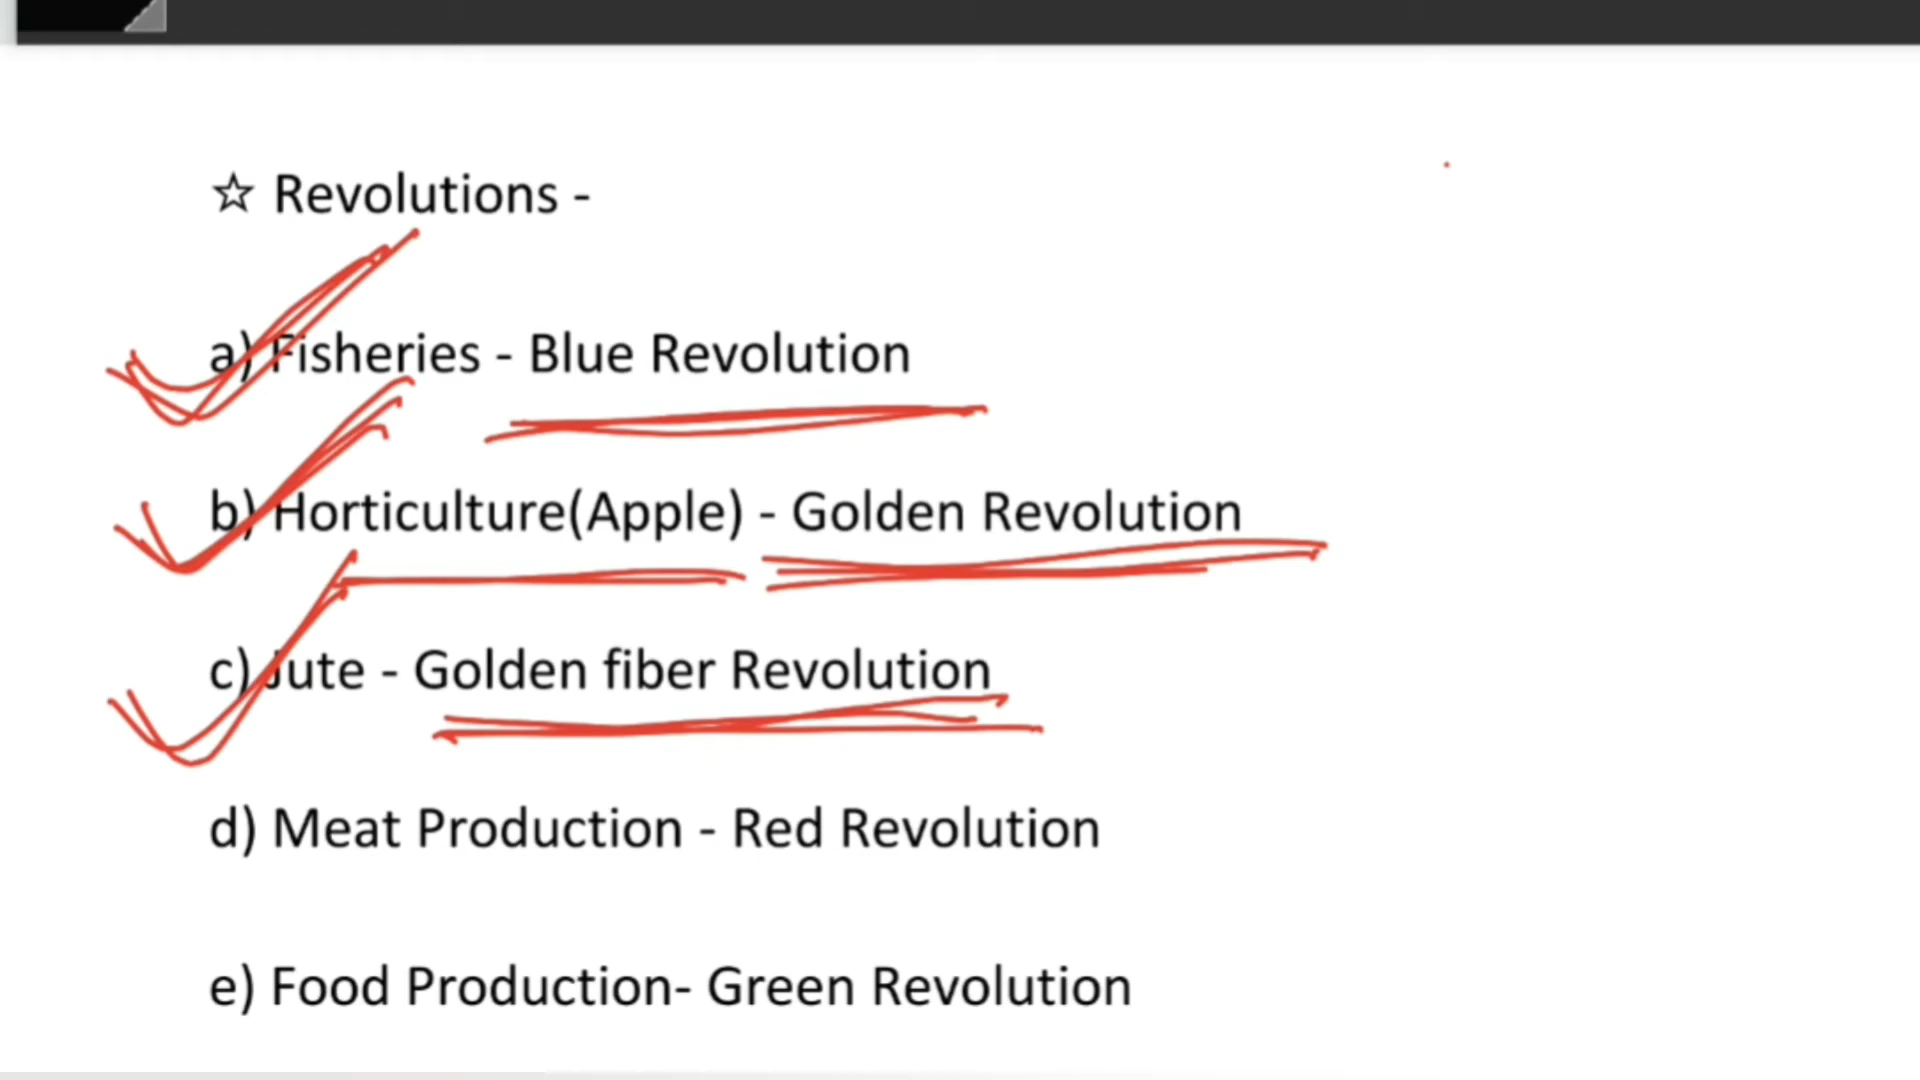 ☆ Revolutions -
a) Fisheries - Blue Revolution
b) Horticulture(Apple) - Golden Revolution
c) Jute - Golden fiber Revolution
d) Meat Production - Red Revolution
e) Food Production- Green Revolution